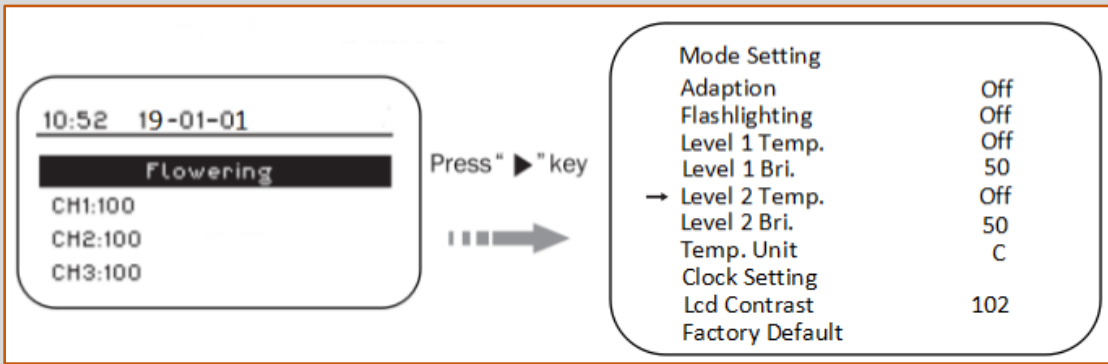 10:52 19-01-01
Flowering
CH1:100
CH2:100
CH3:100
Press "▶" key
Mode Setting
Adaption Off
Flashlighting Off
Level 1 Temp. Off
Level 1 Bri. 50
→ Level 2 Temp. Off
Level 2 Bri. 50
Temp. Unit C
Clock Setting
Lcd Contrast 102
Factory Default